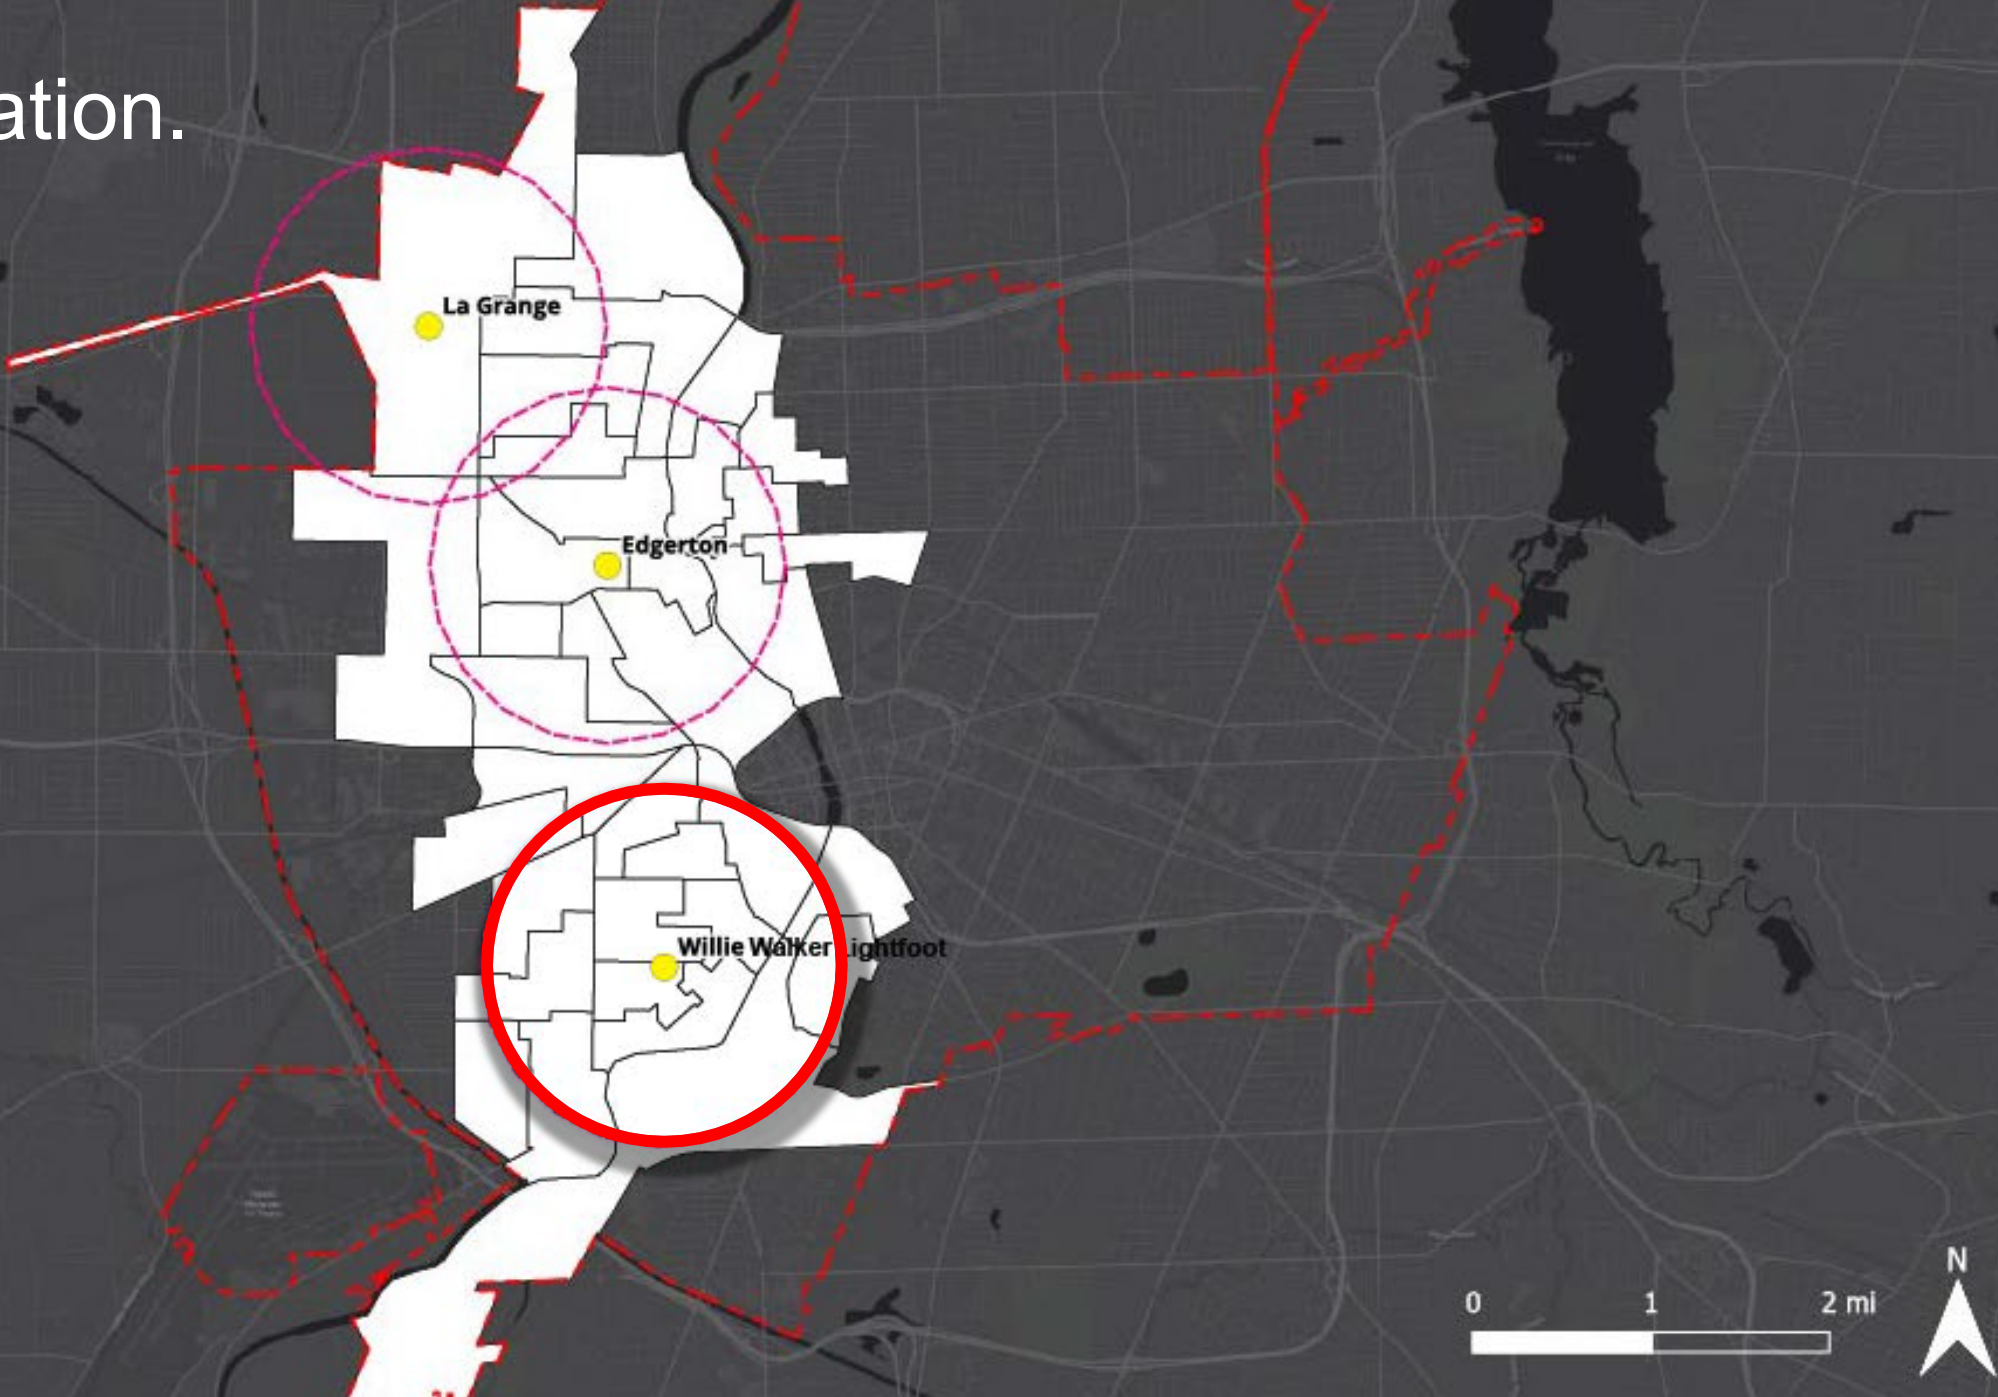 ation.
La Grange
Edgerton
Willie Walker Lightfoot
0 1 2 mi
N